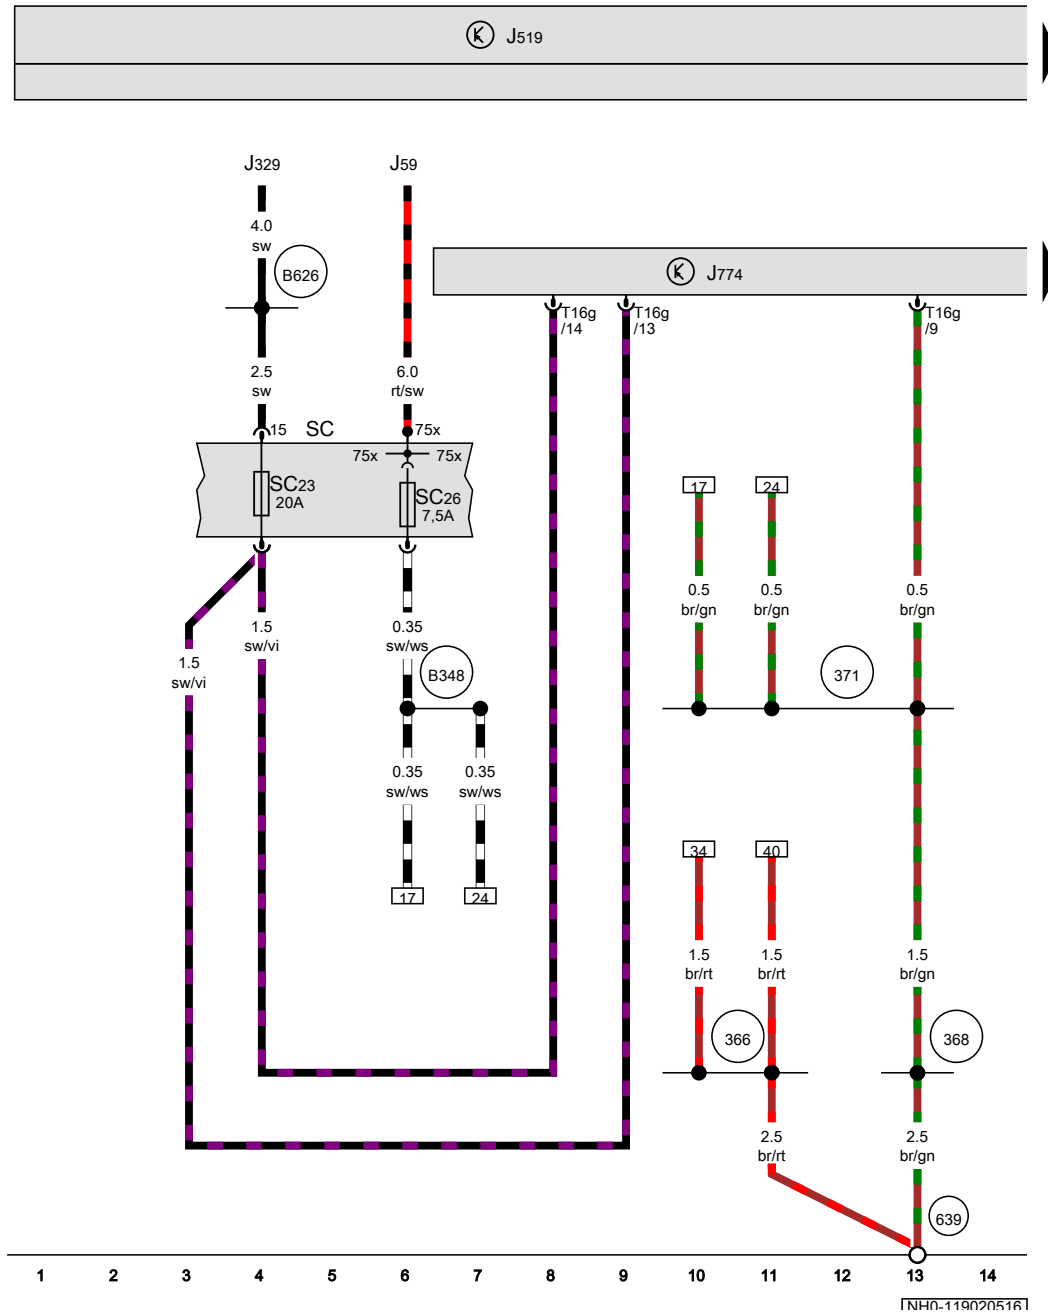 J519
J329
J59
4.0
sw
B626
J774
T16g
/14
T16g
/13
T16g
/9
2.5
sw
6.0
rt/sw
15
SC
75x
75x
75x
SC23
20A
SC26
7,5A
17
24
0.5
br/gn
0.5
br/gn
0.5
br/gn
1.5
sw/vi
1.5
sw/vi
0.35
sw/ws
B348
371
0.35
sw/ws
0.35
sw/ws
17
24
34
40
1.5
br/rt
1.5
br/rt
1.5
br/gn
366
368
2.5
br/rt
2.5
br/gn
639
1 2 3 4 5 6 7 8 9 10 11 12 13 14
NH0-119020516